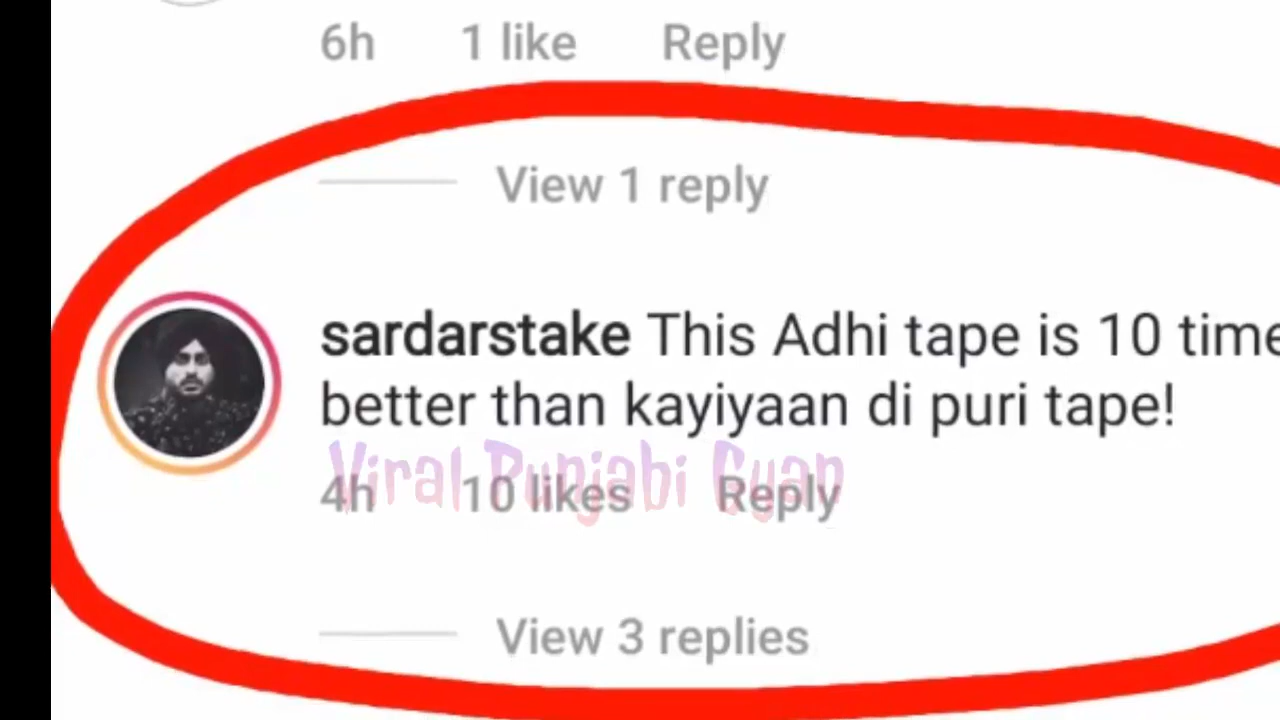 6h 1 like Reply
View 1 reply
sardarstake This Adhi tape is 10 time
better than kayiyaan di puri tape!
Viral Punjabi Gyan
4h 10 likes Reply
View 3 replies